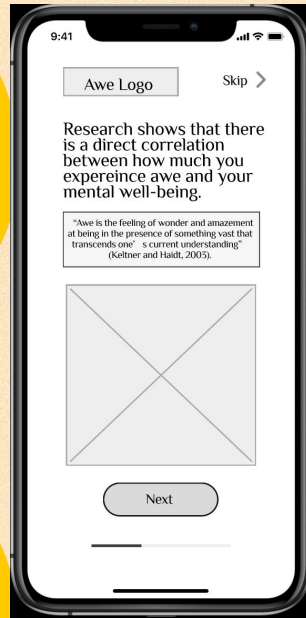 9:41
Awe Logo
Skip
Research shows that there
is a direct correlation
between how much you
expereince awe and your
mental well-being.
“Awe is the feeling of wonder and amazement
at being in the presence of something vast that
transcends one’ s current understanding”
(Keltner and Haidt, 2003).
Next